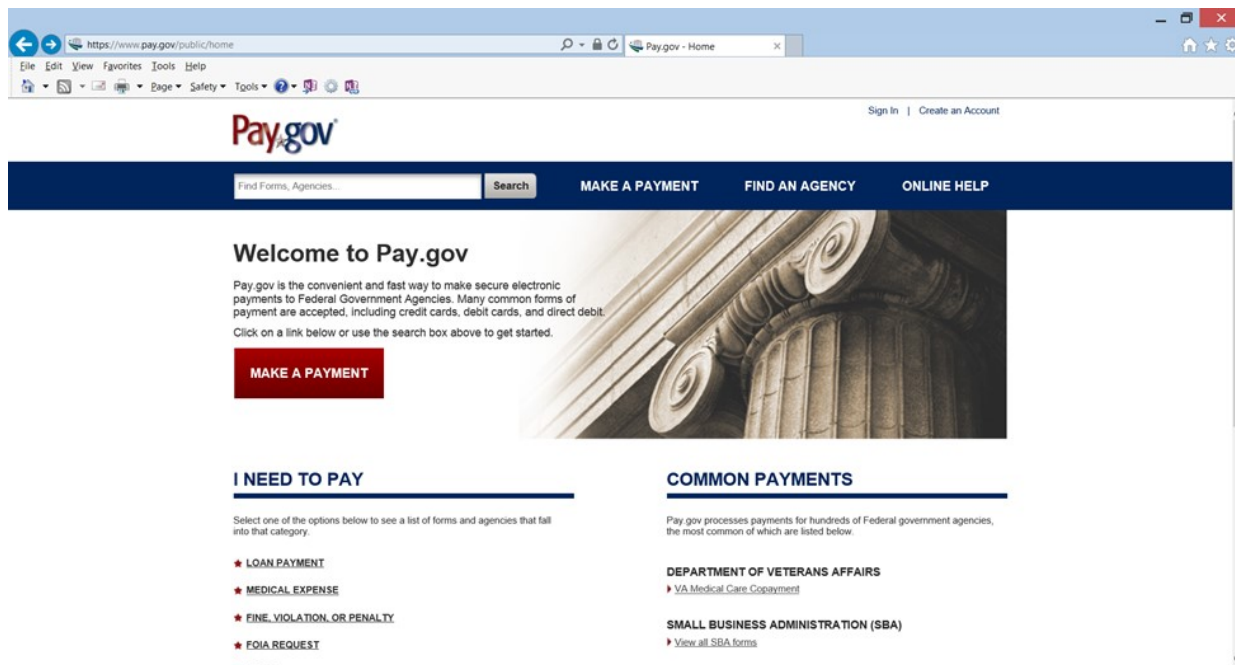 https://www.pay.gov/public/home
Pay.gov - Home
File Edit View Favorites Tools Help
Page Safety Tools
Sign In | Create an Account
Pay.gov
Find Forms, Agencies...
Search
MAKE A PAYMENT
FIND AN AGENCY
ONLINE HELP
Welcome to Pay.gov
Pay.gov is the convenient and fast way to make secure electronic
payments to Federal Government Agencies. Many common forms of
payment are accepted, including credit cards, debit cards, and direct debit.
Click on a link below or use the search box above to get started.
MAKE A PAYMENT
I NEED TO PAY
Select one of the options below to see a list of forms and agencies that fall
into that category.
LOAN PAYMENT
MEDICAL EXPENSE
FINE, VIOLATION, OR PENALTY
FOIA REQUEST
COMMON PAYMENTS
Pay.gov processes payments for hundreds of Federal government agencies,
the most common of which are listed below.
DEPARTMENT OF VETERANS AFFAIRS
VA Medical Care Copayment
SMALL BUSINESS ADMINISTRATION (SBA)
View all SBA forms